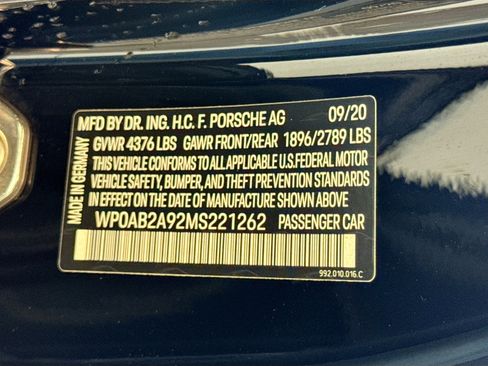 MFD BY DR. ING. H.C. F. PORSCHE AG 09/20
GVWR 4376 LBS GAWR FRONT/REAR 1896/2789 LBS
THIS VEHICLE CONFORMS TO ALL APPLICABLE U.S. FEDERAL MOTOR
VEHICLE SAFETY, BUMPER, AND THEFT PREVENTION STANDARDS
IN EFFECT ON THE DATE OF MANUFACTURE SHOWN ABOVE.
WP0AB2A92MS221262 PASSENGER CAR
992.010.016.C
MADE IN GERMANY